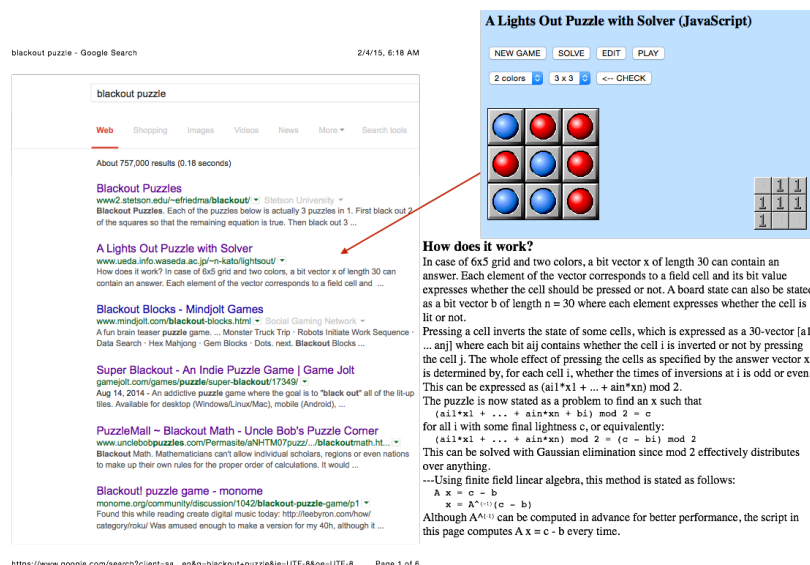 blackout puzzle - Google Search 2/4/15, 6:18 AM
blackout puzzle
Web Shopping Images Videos News More Search tools
About 757,000 results (0.18 seconds)
Blackout Puzzles
www2.stetson.edu/~efriedma/blackout/ Stetson University
Blackout Puzzles. Each of the puzzles below is actually 3 puzzles in 1. First black out 2
of the squares so that the remaining equation is true. Then black out 3 ...
A Lights Out Puzzle with Solver
www.ueda.info.waseda.ac.jp/~n-kato/lightsout/
How does it work? In case of 6x5 grid and two colors, a bit vector x of length 30 can
contain an answer. Each element of the vector corresponds to a field cell and ...
Blackout Blocks - Mindjolt Games
www.mindjolt.com/blackout-blocks.html Social Gaming Network
A fun brain teaser puzzle game. ... Monster Truck Trip · Robots Initiate Work Sequence ·
Data Search · Hex Mahjong · Gem Blocks · Dots. next. Blackout Blocks ...
Super Blackout - An Indie Puzzle Game | Game Jolt
gamejolt.com/games/puzzle/super-blackout/17349/
Aug 14, 2014 - An addictive puzzle game where the goal is to "black out" all of the lit-up
tiles. Available for desktop (Windows/Linux/Mac), mobile (Android), ...
PuzzleMall ~ Blackout Math - Uncle Bob's Puzzle Corner
www.unclebobpuzzles.com/Permasite/aNHTM07puzz/.../blackoutmath.ht...
Blackout Math. Mathematicians can't allow individual scholars, regions or even nations
to make up their own rules for the proper order of calculations. It would ...
Blackout! puzzle game - monome
monome.org/community/discussion/1042/blackout-puzzle-game/p1
Found this while reading create digital music today: http://leebyron.com/how/
category/roku/ Was amused enough to make a version for my 40h, although it ...
https://www.google.com/search?client=sa...en&q=blackout+puzzle&ie=UTF-8&oe=UTF-8 Page 1 of 6
A Lights Out Puzzle with Solver (JavaScript)
NEW GAME SOLVE EDIT PLAY
2 colors 3 x 3 <-- CHECK
1 1
1 1 1
1
How does it work?
In case of 6x5 grid and two colors, a bit vector x of length 30 can contain an
answer. Each element of the vector corresponds to a field cell and its bit value
expresses whether the cell should be pressed or not. A board state can also be stated
as a bit vector b of length n = 30 where each element expresses whether the cell is
lit or not.
Pressing a cell inverts the state of some cells, which is expressed as a 30-vector [a1
... anj] where each bit aij contains whether the cell i is inverted or not by pressing
the cell j. The whole effect of pressing the cells as specified by the answer vector x
is determined by, for each cell i, whether the times of inversions at i is odd or even.
This can be expressed as (ai1*x1 + ... + ain*xn) mod 2.
The puzzle is now stated as a problem to find an x such that
(ai1*x1 + ... + ain*xn + bi) mod 2 = c
for all i with some final lightness c, or equivalently:
(ai1*x1 + ... + ain*xn) mod 2 = (c - bi) mod 2
This can be solved with Gaussian elimination since mod 2 effectively distributes
over anything.
---Using finite field linear algebra, this method is stated as follows:
A x = c - b
x = A^(-1)(c - b)
Although A^(-1) can be computed in advance for better performance, the script in
this page computes A x = c - b every time.